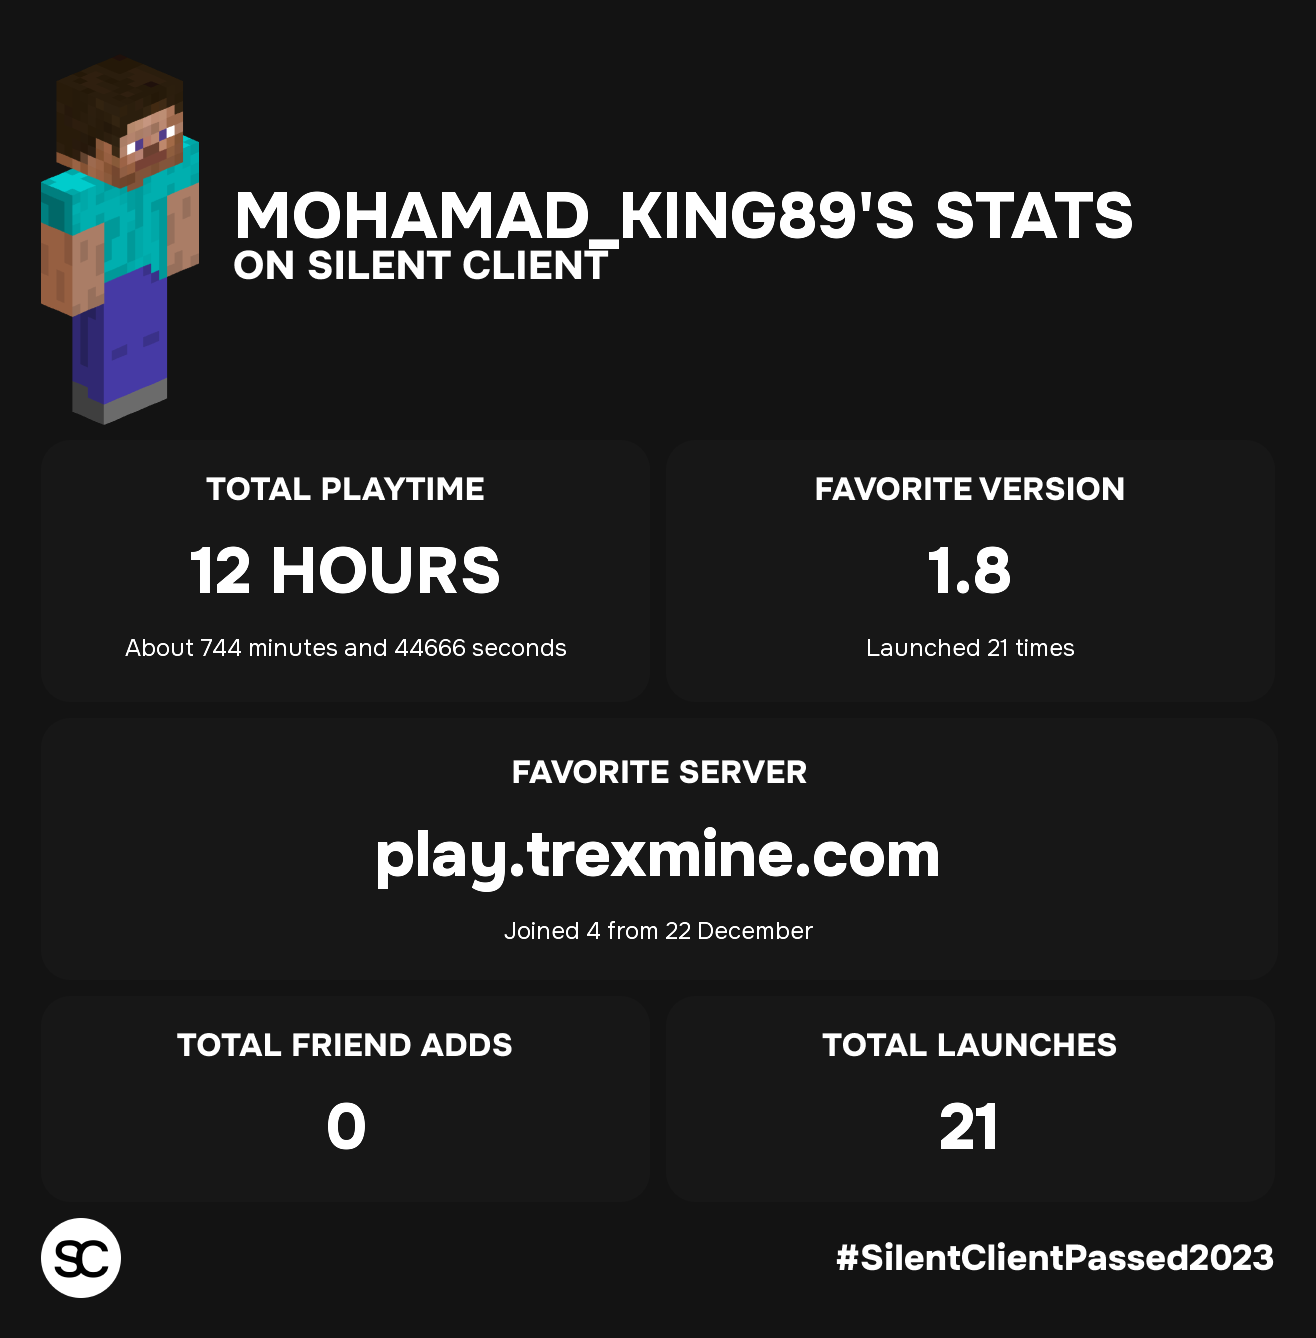 MOHAMAD_KING89'S STATS
ON SILENT CLIENT
TOTAL PLAYTIME
12 HOURS
About 744 minutes and 44666 seconds
FAVORITE VERSION
1.8
Launched 21 times
FAVORITE SERVER
play.trexmine.com
Joined 4 from 22 December
TOTAL FRIEND ADDS
0
TOTAL LAUNCHES
21
SC
#SilentClientPassed2023